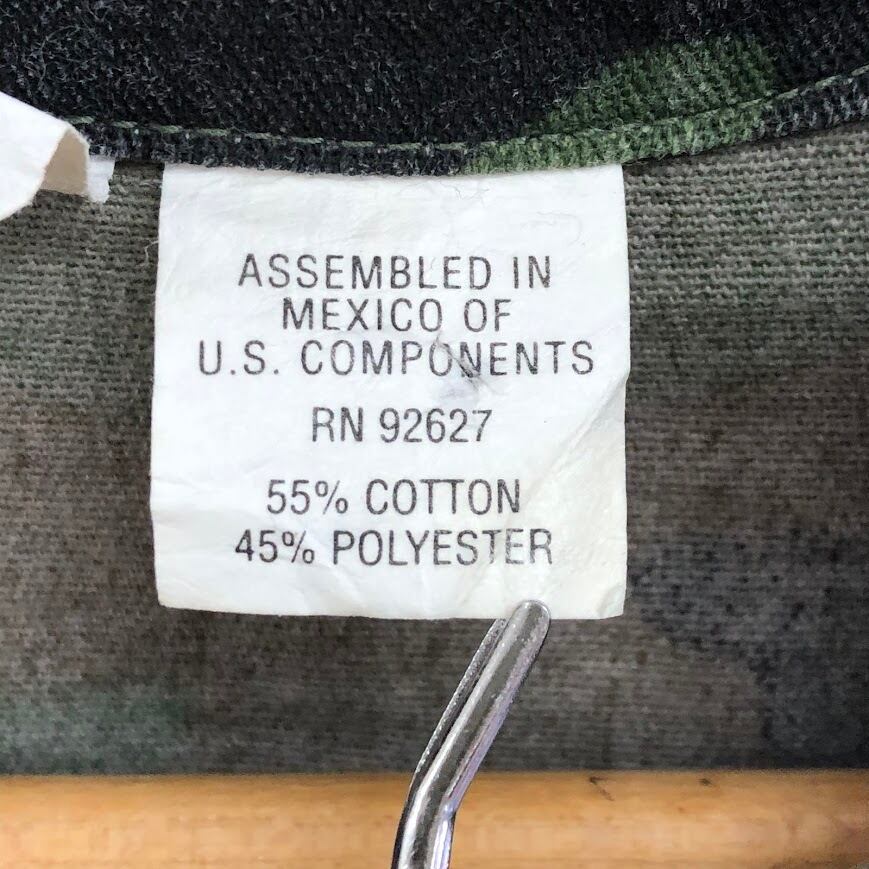 ASSEMBLED IN
MEXICO OF
U.S. COMPONENTS
RN 92627
55% COTTON
45% POLYESTER